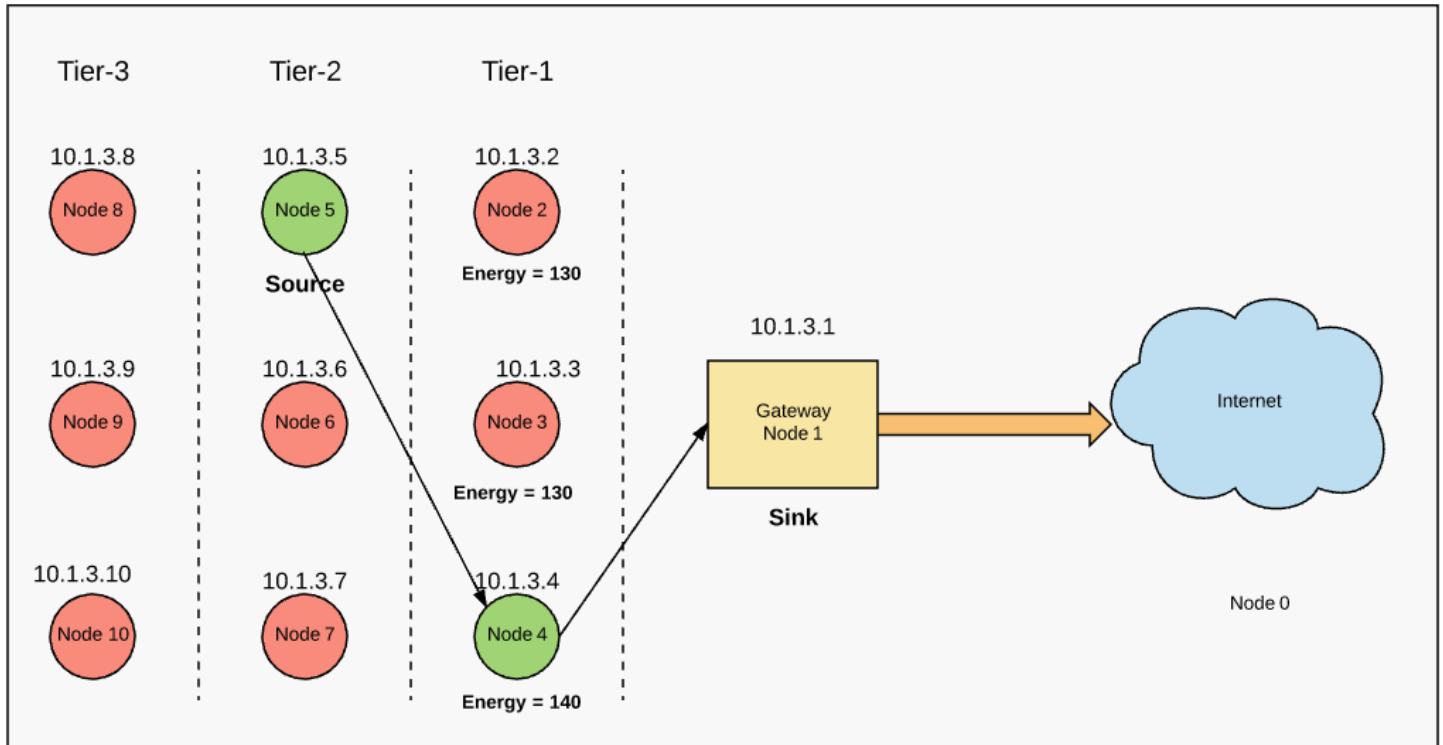 Tier-3
Tier-2
Tier-1
10.1.3.8
10.1.3.5
10.1.3.2
Node 8
Node 5
Node 2
Source
Energy = 130
10.1.3.1
10.1.3.9
10.1.3.6
10.1.3.3
Node 9
Node 6
Node 3
Gateway
Node 1
Internet
Energy = 130
Sink
10.1.3.10
10.1.3.7
10.1.3.4
Node 0
Node 10
Node 7
Node 4
Energy = 140